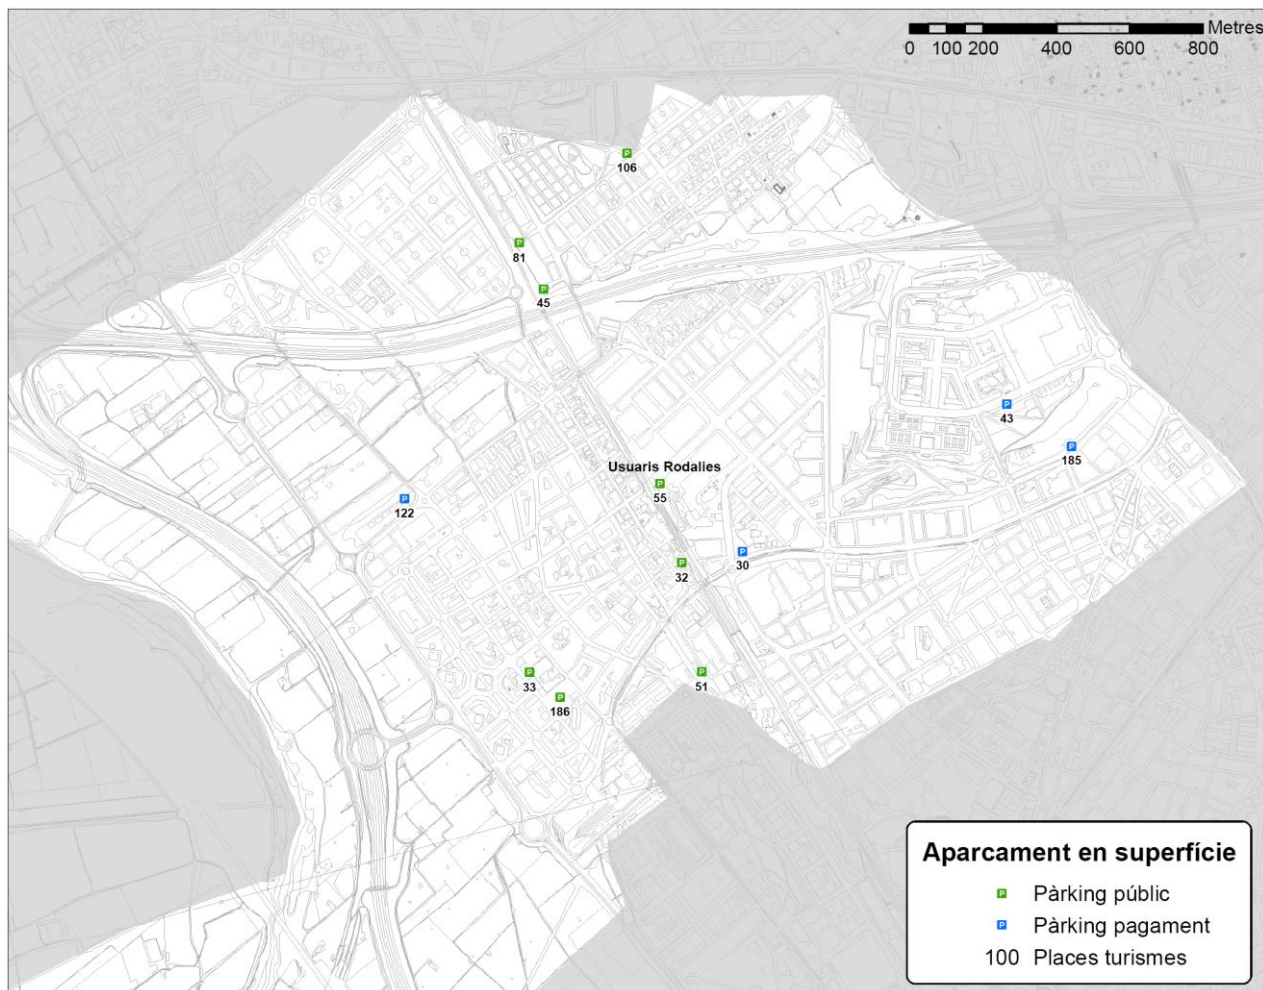 Metres
0 100 200 400 600 800
P
106
P
81
P
45
P
43
P
185
Usuaris Rodalies
P
55
P
122
P
30
P
32
P
33
P
51
P
186
Aparcament en superfície
P Pàrking públic
P Pàrking pagament
100 Places turismes